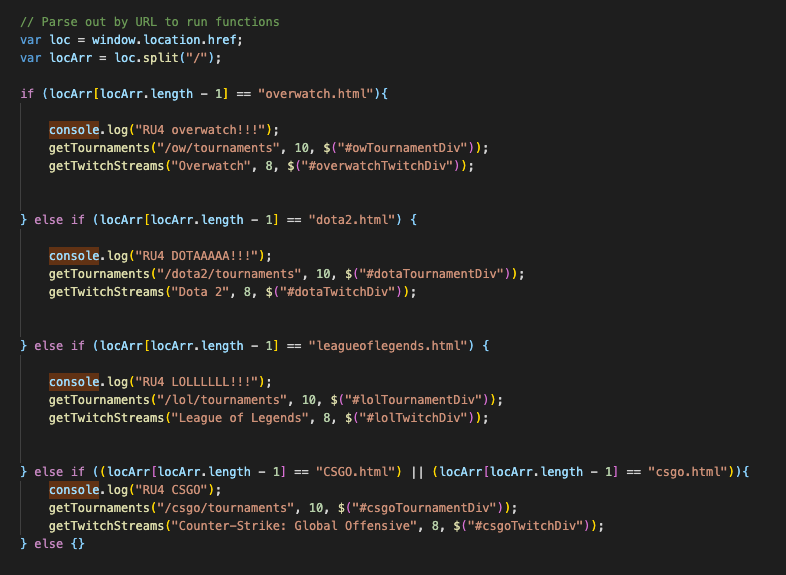 // Parse out by URL to run functions
var loc = window.location.href;
var locArr = loc.split("/");
if (locArr[locArr.length - 1] == "overwatch.html"){
console.log("RU4 overwatch!!!");
getTournaments("/ow/tournaments", 10, $("#owTournamentDiv"));
getTwitchStreams("Overwatch", 8, $("#overwatchTwitchDiv"));
} else if (locArr[locArr.length - 1] == "dota2.html") {
console.log("RU4 DOTAAAAA!!!");
getTournaments("/dota2/tournaments", 10, $("#dotaTournamentDiv"));
getTwitchStreams("Dota 2", 8, $("#dotaTwitchDiv"));
} else if (locArr[locArr.length - 1] == "leagueoflegends.html") {
console.log("RU4 LOLLLLLL!!!");
getTournaments("/lol/tournaments", 10, $("#lolTournamentDiv"));
getTwitchStreams("League of Legends", 8, $("#lolTwitchDiv"));
} else if ((locArr[locArr.length - 1] == "CSGO.html") || (locArr[locArr.length - 1] == "csgo.html")){
console.log("RU4 CSGO");
getTournaments("/csgo/tournaments", 10, $("#csgoTournamentDiv"));
getTwitchStreams("Counter-Strike: Global Offensive", 8, $("#csgoTwitchDiv"));
} else {}